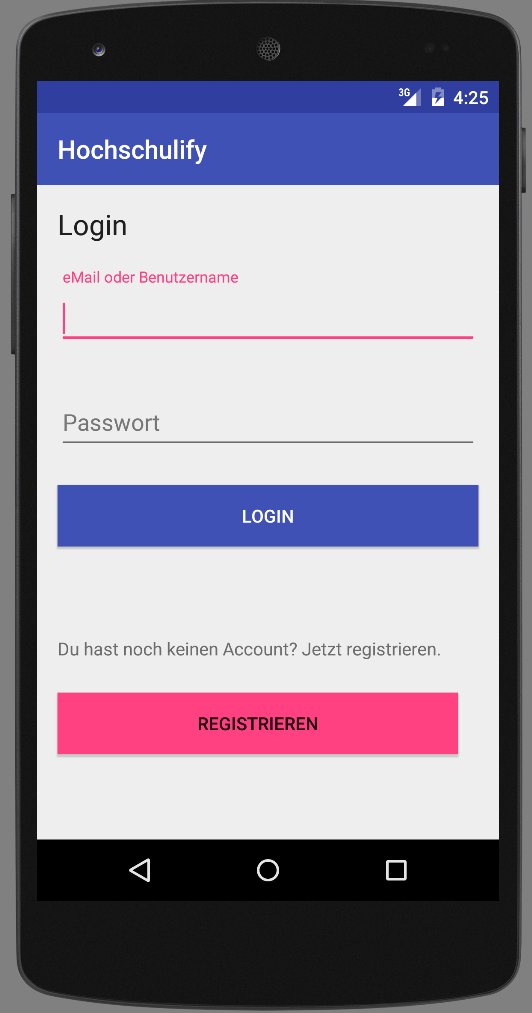 3G 4:25
Hochschulify
Login
eMail oder Benutzername
Passwort
LOGIN
Du hast noch keinen Account? Jetzt registrieren.
REGISTRIEREN